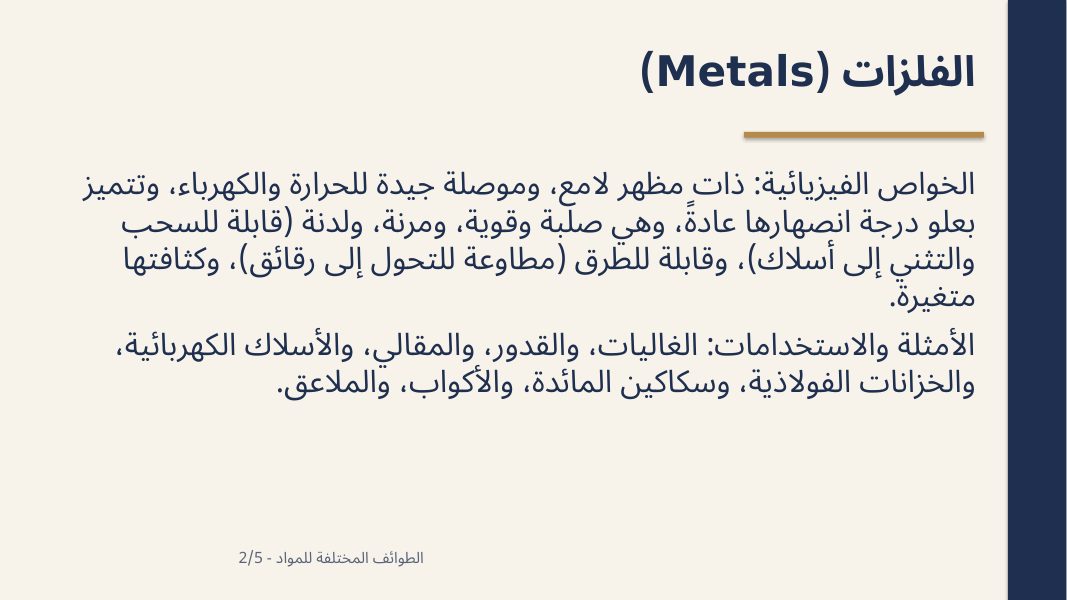 الفلزات (Metals)
الخواص الفيزيائية: ذات مظهر لامع، وموصلة جيدة للحرارة والكهرباء، وتتميز
بعلو درجة انصهارها عادةً، وهي صلبة وقوية، ومرنة، ولدنة (قابلة للسحب
والتثني إلى أسلاك)، وقابلة للطرق (مطاوعة للتحول إلى رقائق)، وكثافتها
متغيرة.
الأمثلة والاستخدامات: الغاليات، والقدور، والمقالي، والأسلاك الكهربائية،
والخزانات الفولاذية، وسكاكين المائدة، والأكواب، والملاعق.
الطوائف المختلفة للمواد - 2/5